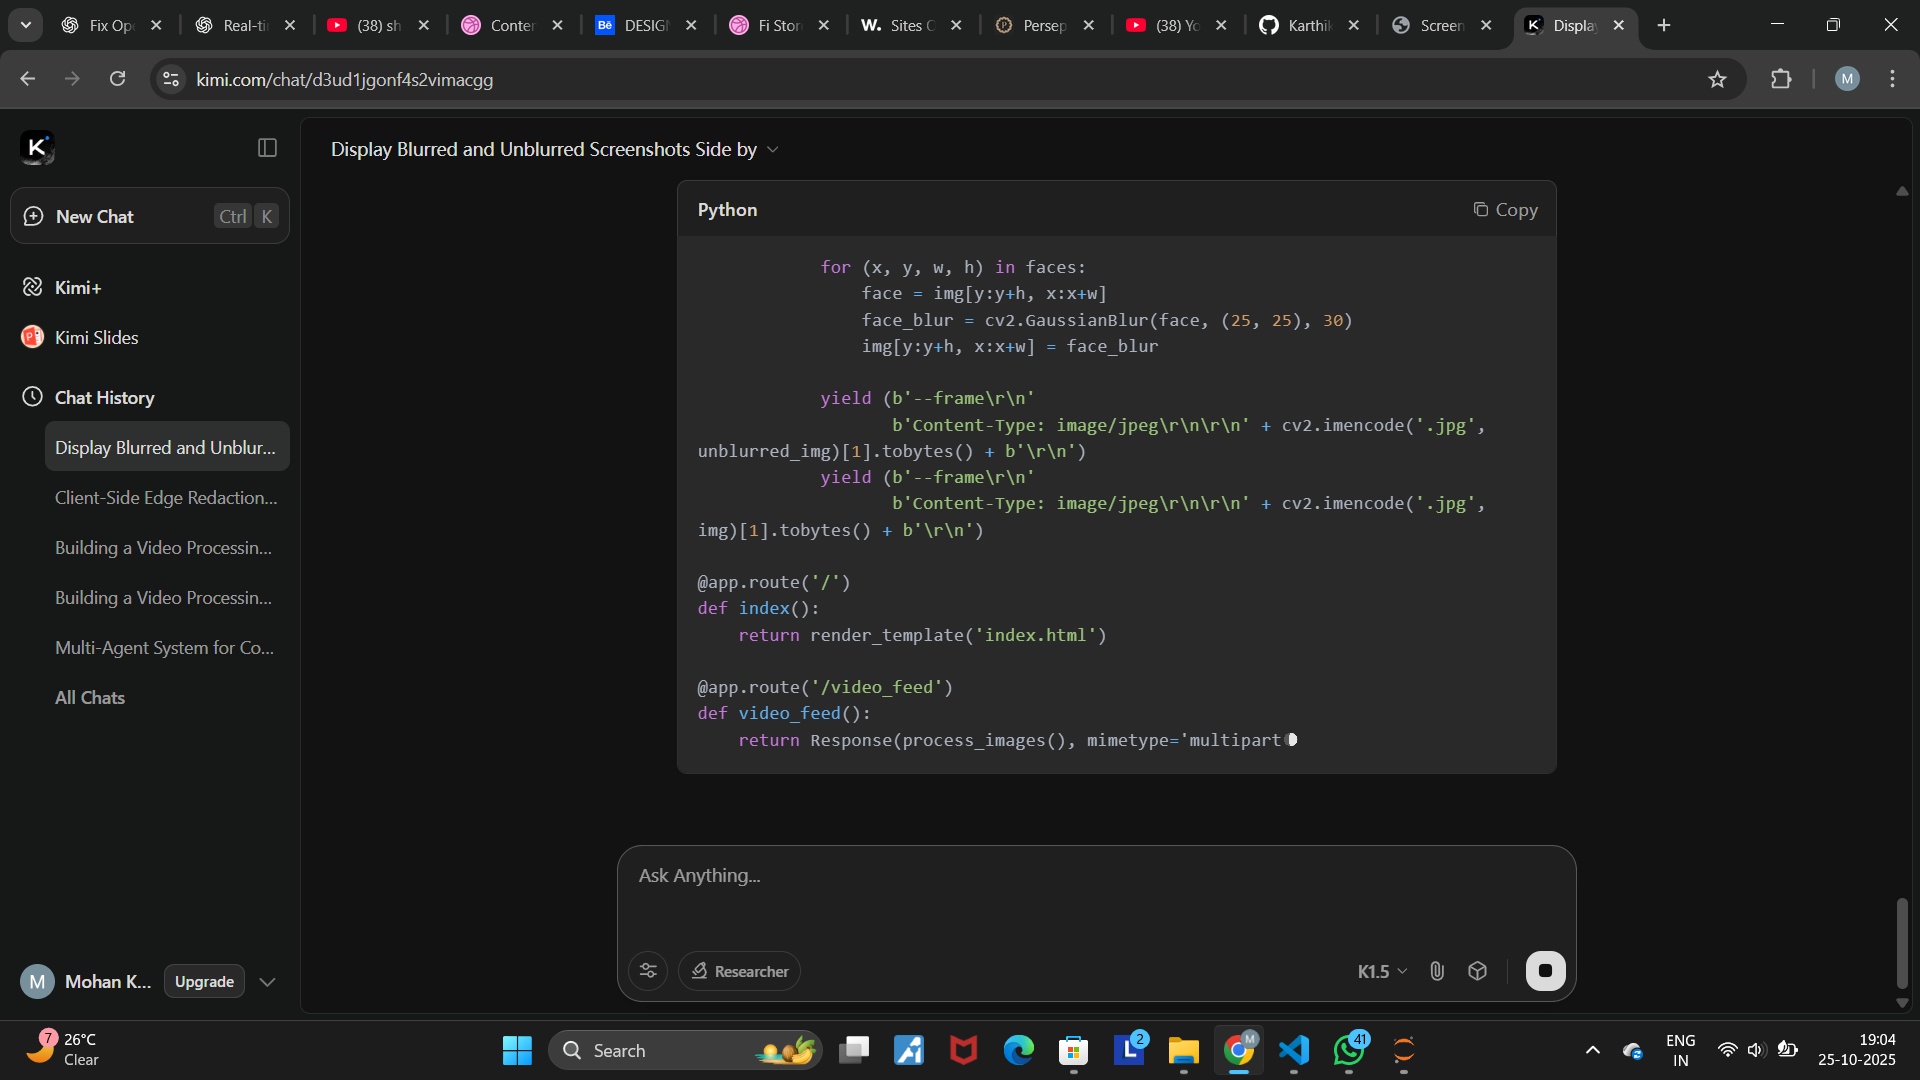 Fix Op
Real-ti
(38) sh
Conter
Bē
DESIGI
Fi Stor
W.
Sites C
Persep
(38) Yo
Karthik
Screen
Displa
kimi.com/chat/d3ud1jgonf4s2vimacgg
M
K
Display Blurred and Unblurred Screenshots Side by
New Chat
Ctrl K
Kimi+
Kimi Slides
Chat History
Display Blurred and Unblur...
Client-Side Edge Redaction...
Building a Video Processin...
Building a Video Processin...
Multi-Agent System for Co...
All Chats
M
Mohan K...
Upgrade
Python
Copy
for (x, y, w, h) in faces:
face = img[y:y+h, x:x+w]
face_blur = cv2.GaussianBlur(face, (25, 25), 30)
img[y:y+h, x:x+w] = face_blur
yield (b'--frame\r\n'
b'Content-Type: image/jpeg\r\n\r\n' + cv2.imencode('.jpg',
unblurred_img)[1].tobytes() + b'\r\n')
yield (b'--frame\r\n'
b'Content-Type: image/jpeg\r\n\r\n' + cv2.imencode('.jpg',
img)[1].tobytes() + b'\r\n')
@app.route('/')
def index():
return render_template('index.html')
@app.route('/video_feed')
def video_feed():
return Response(process_images(), mimetype='multipart
Ask Anything...
Researcher
K1.5
7
26°C
Clear
Search
L
2
M
41
ENG
IN
19:04
25-10-2025